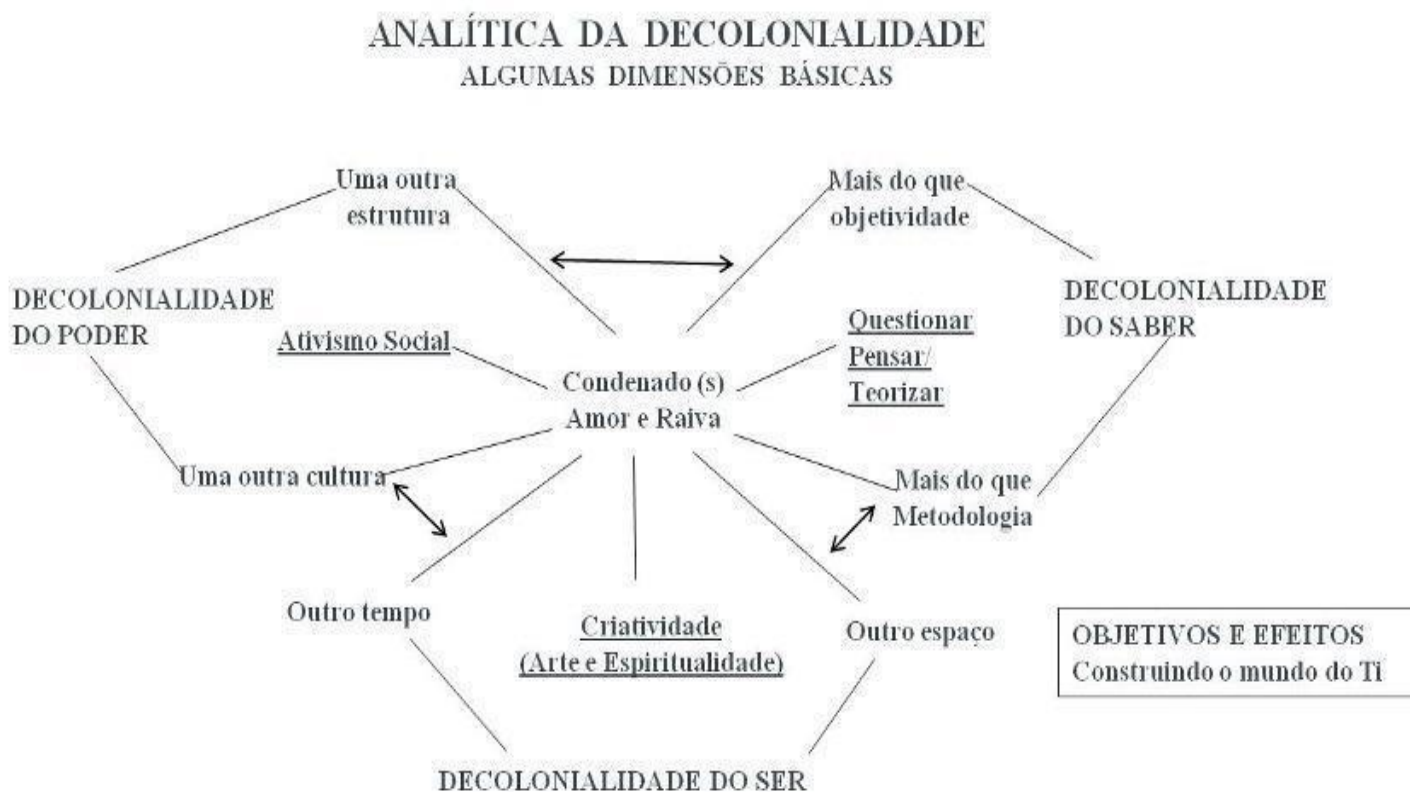 ANALÍTICA DA DECOLONIALIDADE
ALGUMAS DIMENSÕES BÁSICAS
Uma outra
estrutura
Mais do que
objetividade
DECOLONIALIDADE
DO PODER
DECOLONIALIDADE
DO SABER
Ativismo Social
Questionar
Pensar/
Teorizar
Condenado (s)
Amor e Raiva
Uma outra cultura
Mais do que
Metodologia
Outro tempo
Criatividade
(Arte e Espiritualidade)
Outro espaço
OBJETIVOS E EFEITOS
Construindo o mundo do Ti
DECOLONIALIDADE DO SER